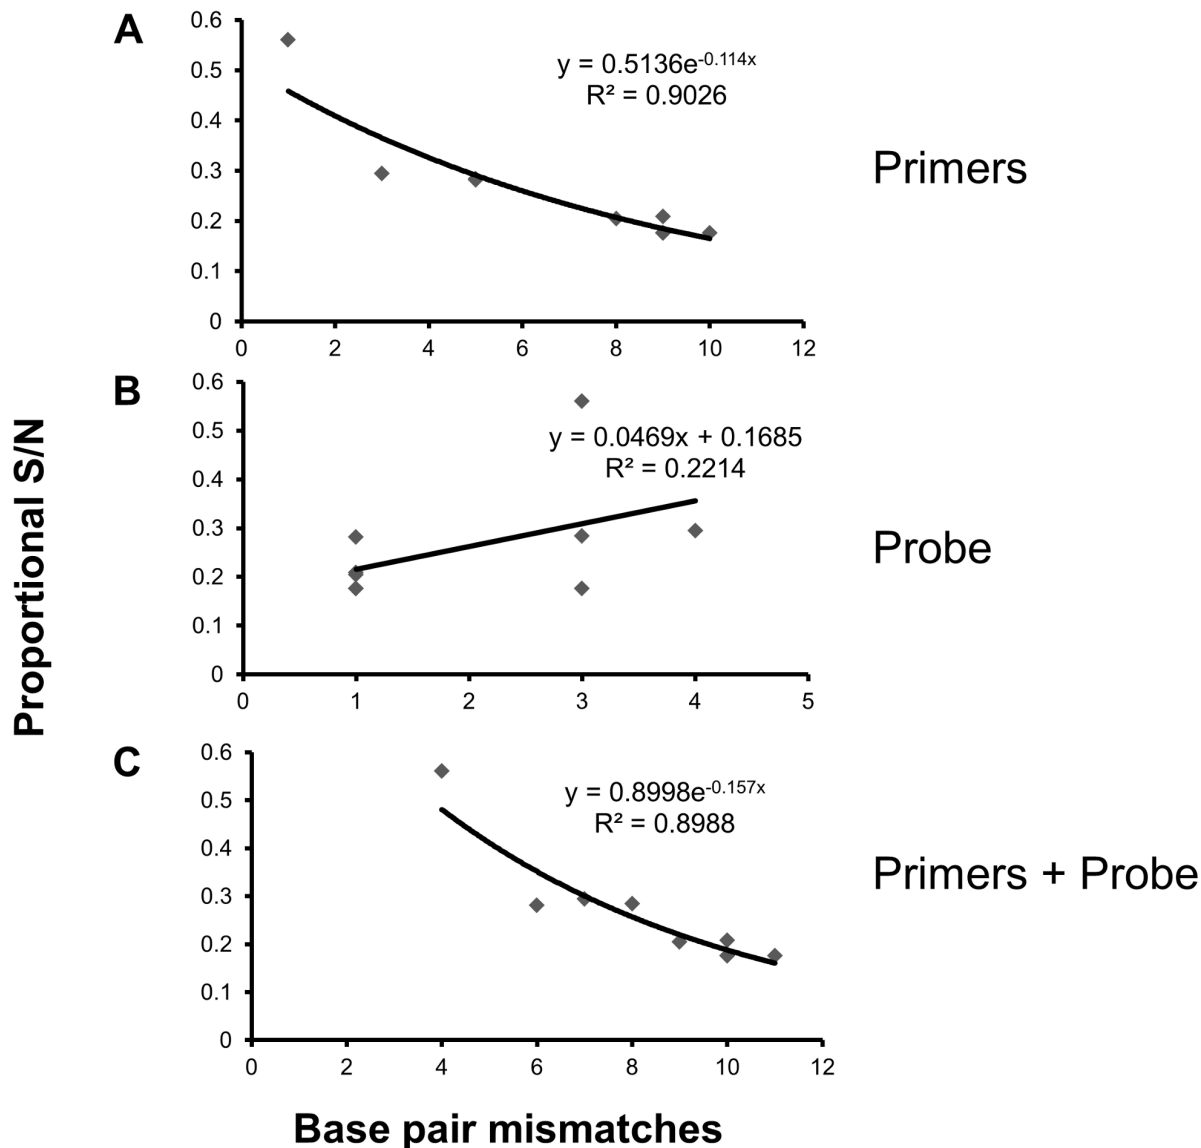 A
0.6
0.5
0.4
0.3
0.2
0.1
0
y = 0.5136e^-0.114x
R² = 0.9026
Primers
0 2 4 6 8 10 12
B
0.6
0.5
0.4
0.3
0.2
0.1
0
y = 0.0469x + 0.1685
R² = 0.2214
Probe
0 1 2 3 4 5
Proportional S/N
C
0.6
0.5
0.4
0.3
0.2
0.1
0
y = 0.8998e^-0.157x
R² = 0.8988
Primers + Probe
0 2 4 6 8 10 12
Base pair mismatches